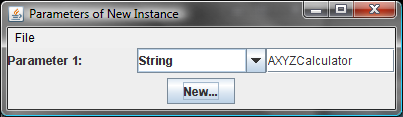 Parameters of New Instance
File
Parameter 1: String AXYZCalculator
New...